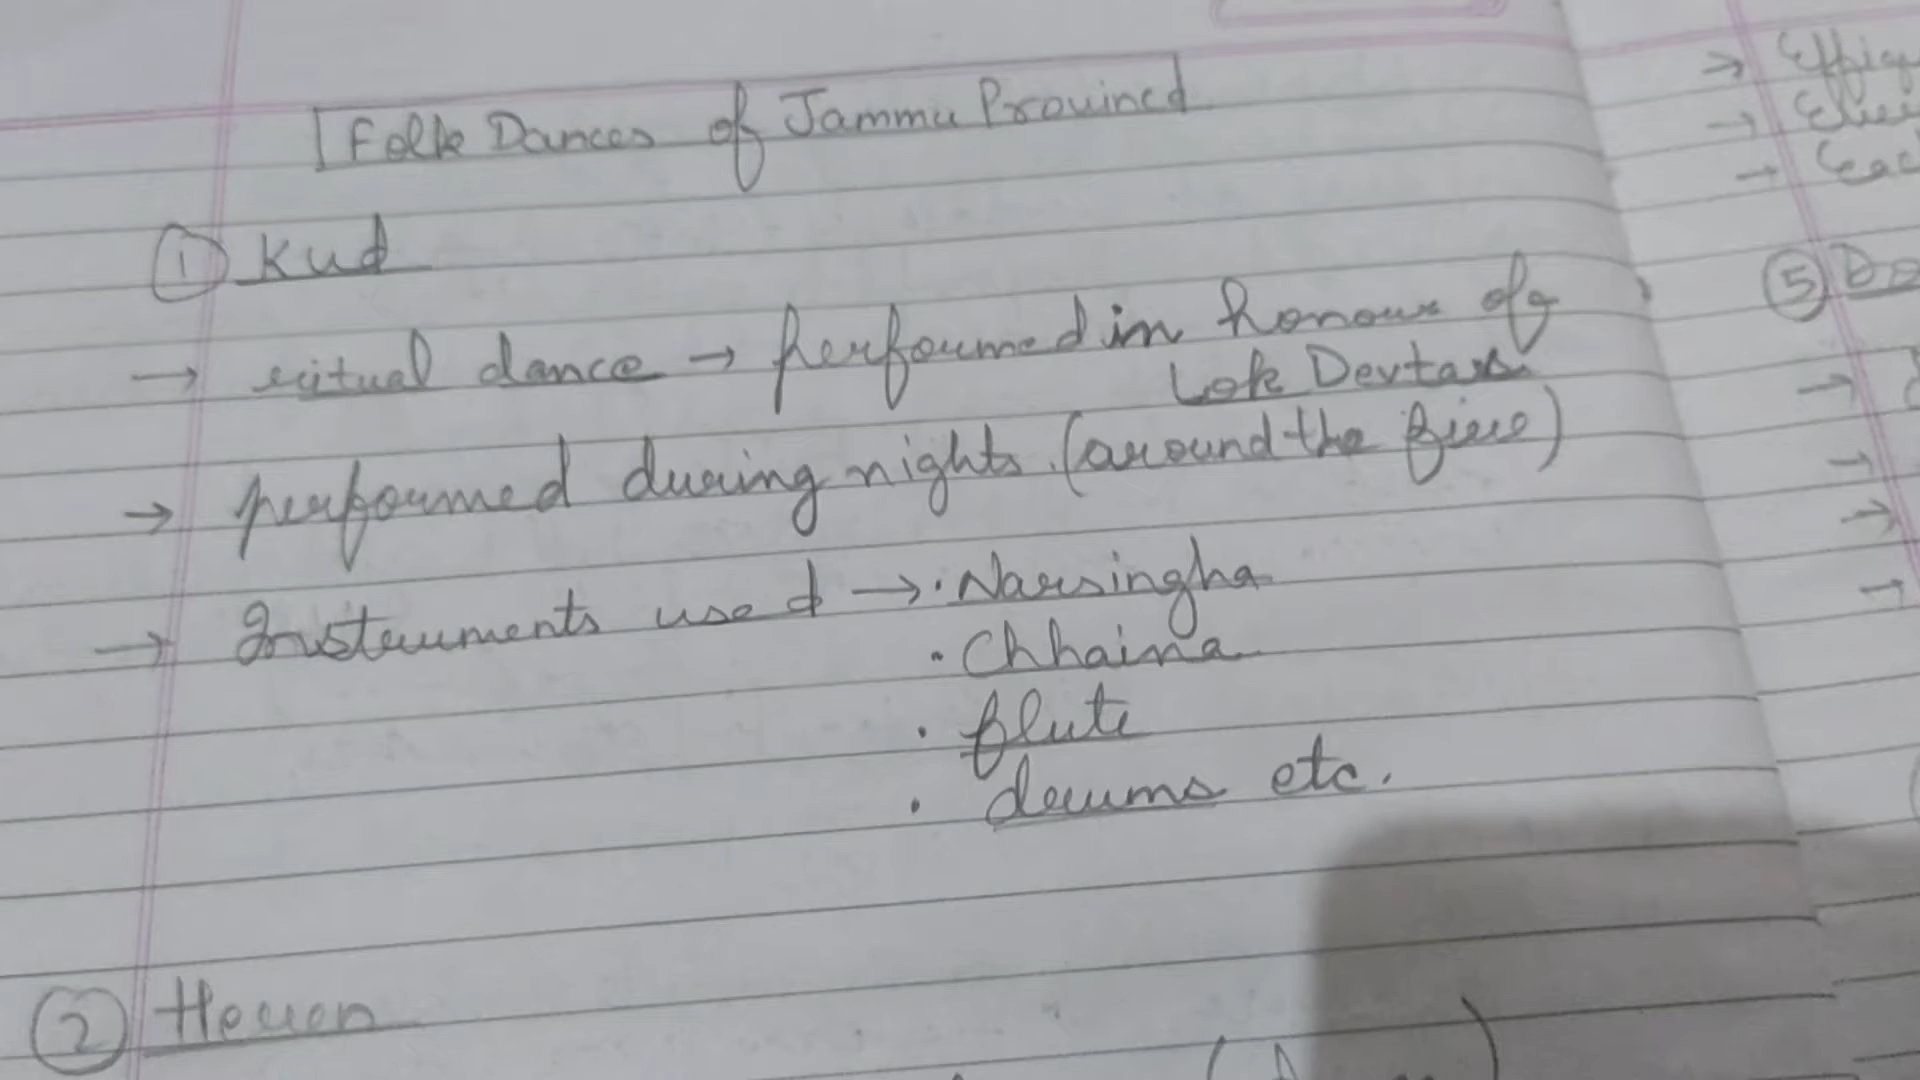 Folk Dances of Jammu Province
① Kud
→ ritual dance → performed in honour of
Lok Devtas
→ performed during nights. (around the fire)
→ Instruments used → · Narsingha
· Chhaina
· flute
· drums etc.
② Heren
→
→
→
⑤
→
→
→
→